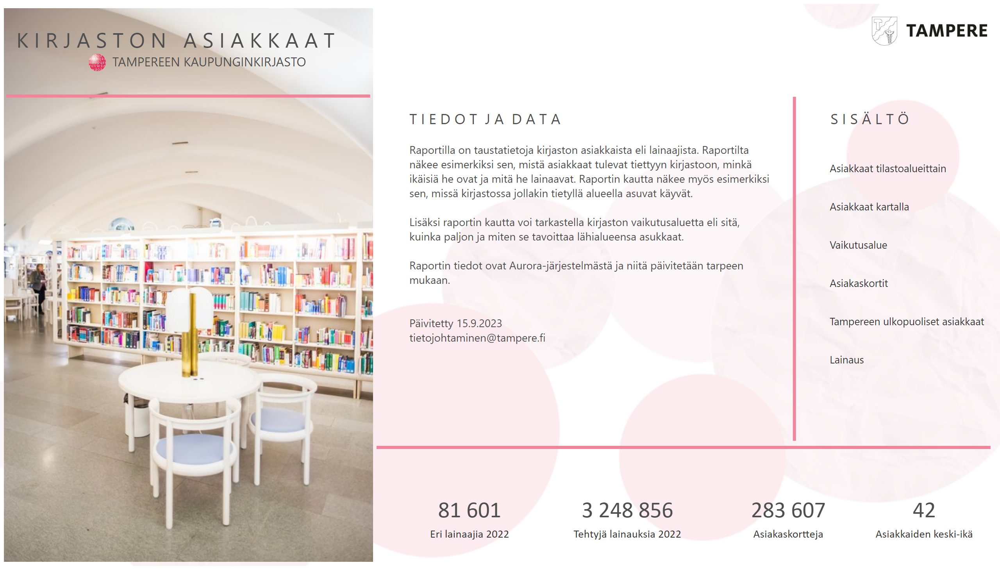 KIRJASTON ASIAKKAAT
TAMPEREEN KAUPUNGINKIRJASTO
TAMPERE
TIEDOT JA DATA
Raportilla on taustatietoja kirjaston asiakkaista eli lainaajista. Raportilta
näkee esimerkiksi sen, mistä asiakkaat tulevat tiettyyn kirjastoon, minkä
ikäisiä he ovat ja mitä he lainaavat. Raportin kautta näkee myös esimerkiksi
sen, missä kirjastossa jollakin tietyllä alueella asuvat käyvät.
Lisäksi raportin kautta voi tarkastella kirjaston vaikutusaluetta eli sitä,
kuinka paljon ja miten se tavoittaa lähialueensa asukkaat.
Raportin tiedot ovat Aurora-järjestelmästä ja niitä päivitetään tarpeen
mukaan.
Päivitetty 15.9.2023
tietojohtaminen@tampere.fi
SISÄLTÖ
Asiakkaat tilastoalueittain
Asiakkaat kartalla
Vaikutusalue
Asiakaskortit
Tampereen ulkopuoliset asiakkaat
Lainaus
81 601
Eri lainaajia 2022
3 248 856
Tehtyjä lainauksia 2022
283 607
Asiakaskortteja
42
Asiakkaiden keski-ikä